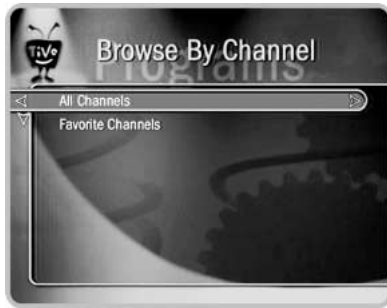 TiVo
Browse By Channel
Programs
All Channels
Favorite Channels